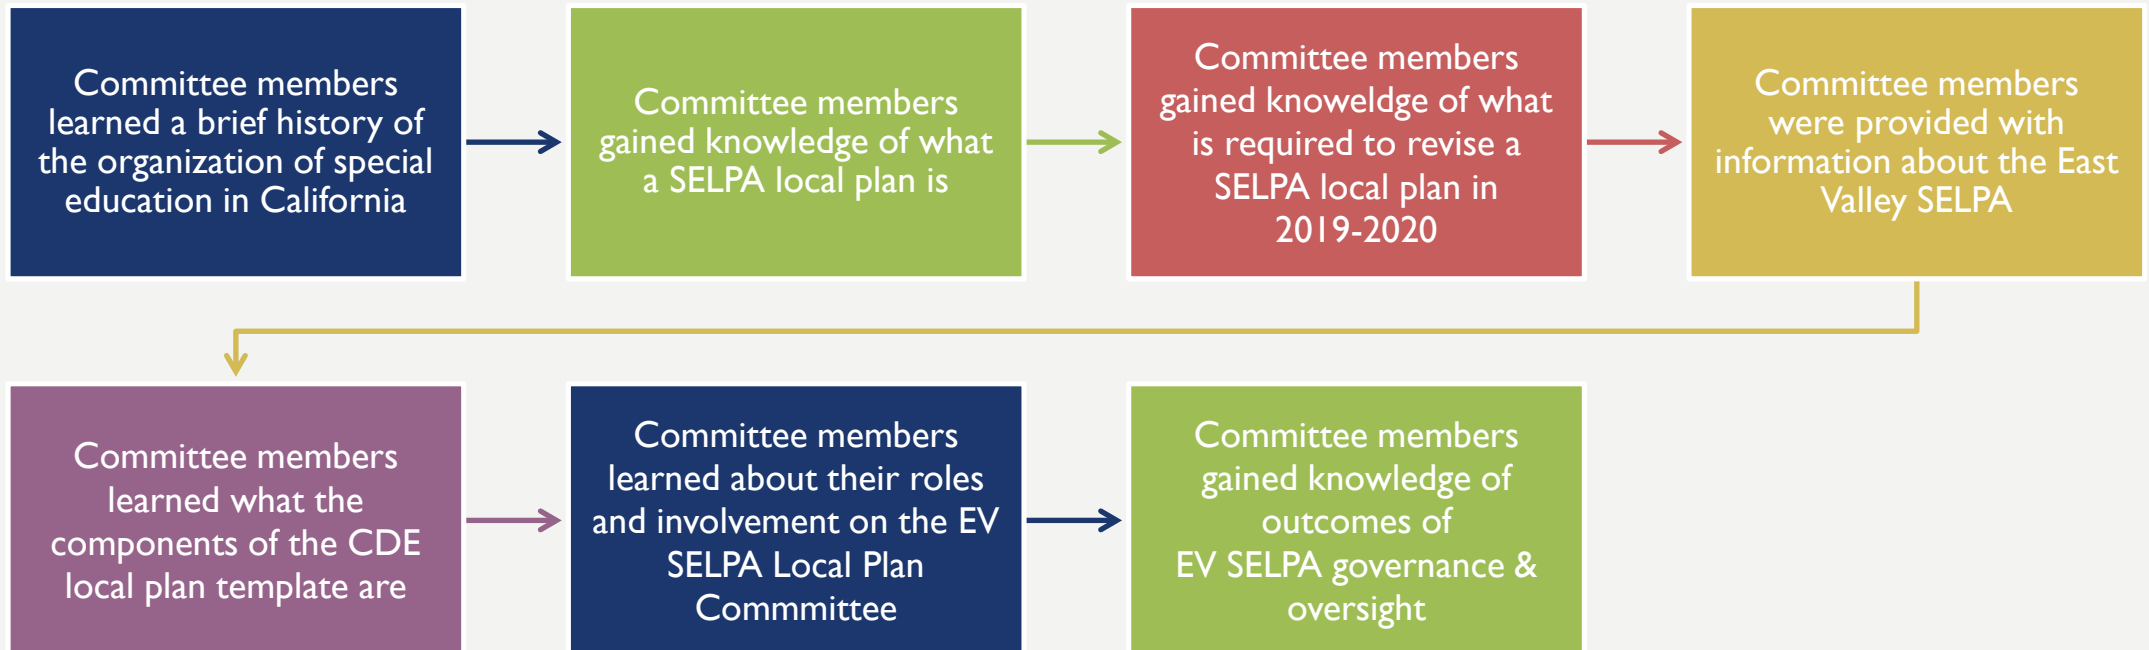 Committee members
learned a brief history of
the organization of special
education in California
Committee members
gained knowledge of what
a SELPA local plan is
Committee members
gained knoweldge of what
is required to revise a
SELPA local plan in
2019-2020
Committee members
were provided with
information about the East
Valley SELPA
Committee members
learned what the
components of the CDE
local plan template are
Committee members
learned about their roles
and involvement on the EV
SELPA Local Plan
Commmittee
Committee members
gained knowledge of
outcomes of
EV SELPA governance &
oversight